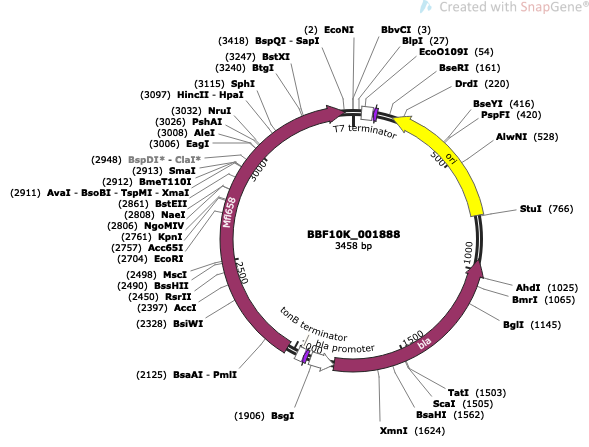 Created with SnapGene®
(2) EcoNI
BbvCI (3)
(3418) BspQI - SapI
BlpI (27)
EcoO109I (54)
(3247) BstXI
(3240) BtgI
BseRI (161)
DrdI (220)
(3115) SphI
(3097) HincII - HpaI
BseYI (416)
PspFI (420)
(3032) NruI
(3026) PshAI
(3008) AleI
(3006) EagI
AlwNI (528)
(2948) BspDI* - ClaI*
(2913) SmaI
(2912) BmeT110I
(2911) AvaI - BsoBI - TspMI - XmaI
(2861) BstEII
(2808) NaeI
(2806) NgoMIV
(2761) KpnI
(2757) Acc65I
(2704) EcoRI
(2498) MscI
(2490) BssHII
(2450) RsrII
(2397) AccI
(2328) BsiWI
(2125) BsaAI - PmlI
(1906) BsgI
StuI (766)
AhdI (1025)
BmrI (1065)
BglI (1145)
TatI (1503)
ScaI (1505)
BsaHI (1562)
XmnI (1624)
T7 terminator
ori
500
1000
1500
bla
bla promoter
tonB terminator
2500
Mfl658
3000
BBF10K_001888
3458 bp